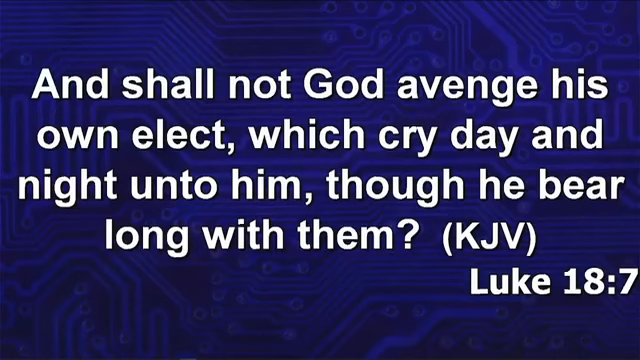 And shall not God avenge his
own elect, which cry day and
night unto him, though he bear
long with them? (KJV)
Luke 18:7